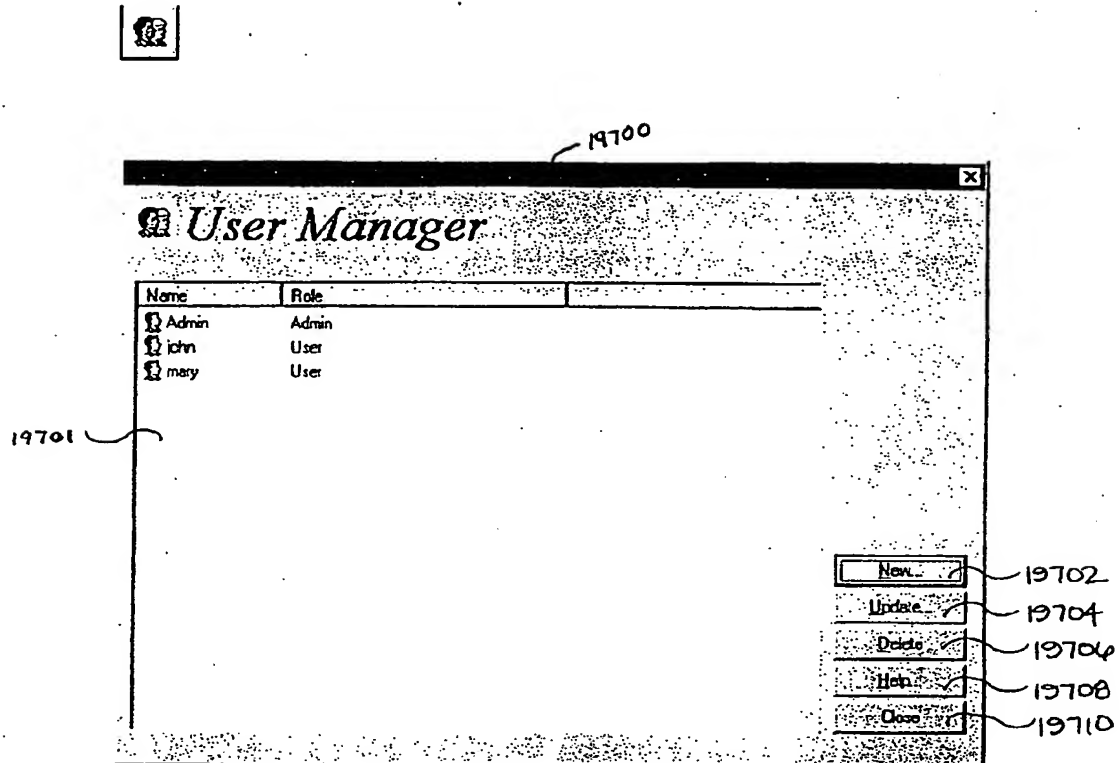 19700
User Manager
Name Role
Admin Admin
john User
mary User
19701
New... 19702
Update... 19704
Delete 19706
Help... 19708
Close 19710